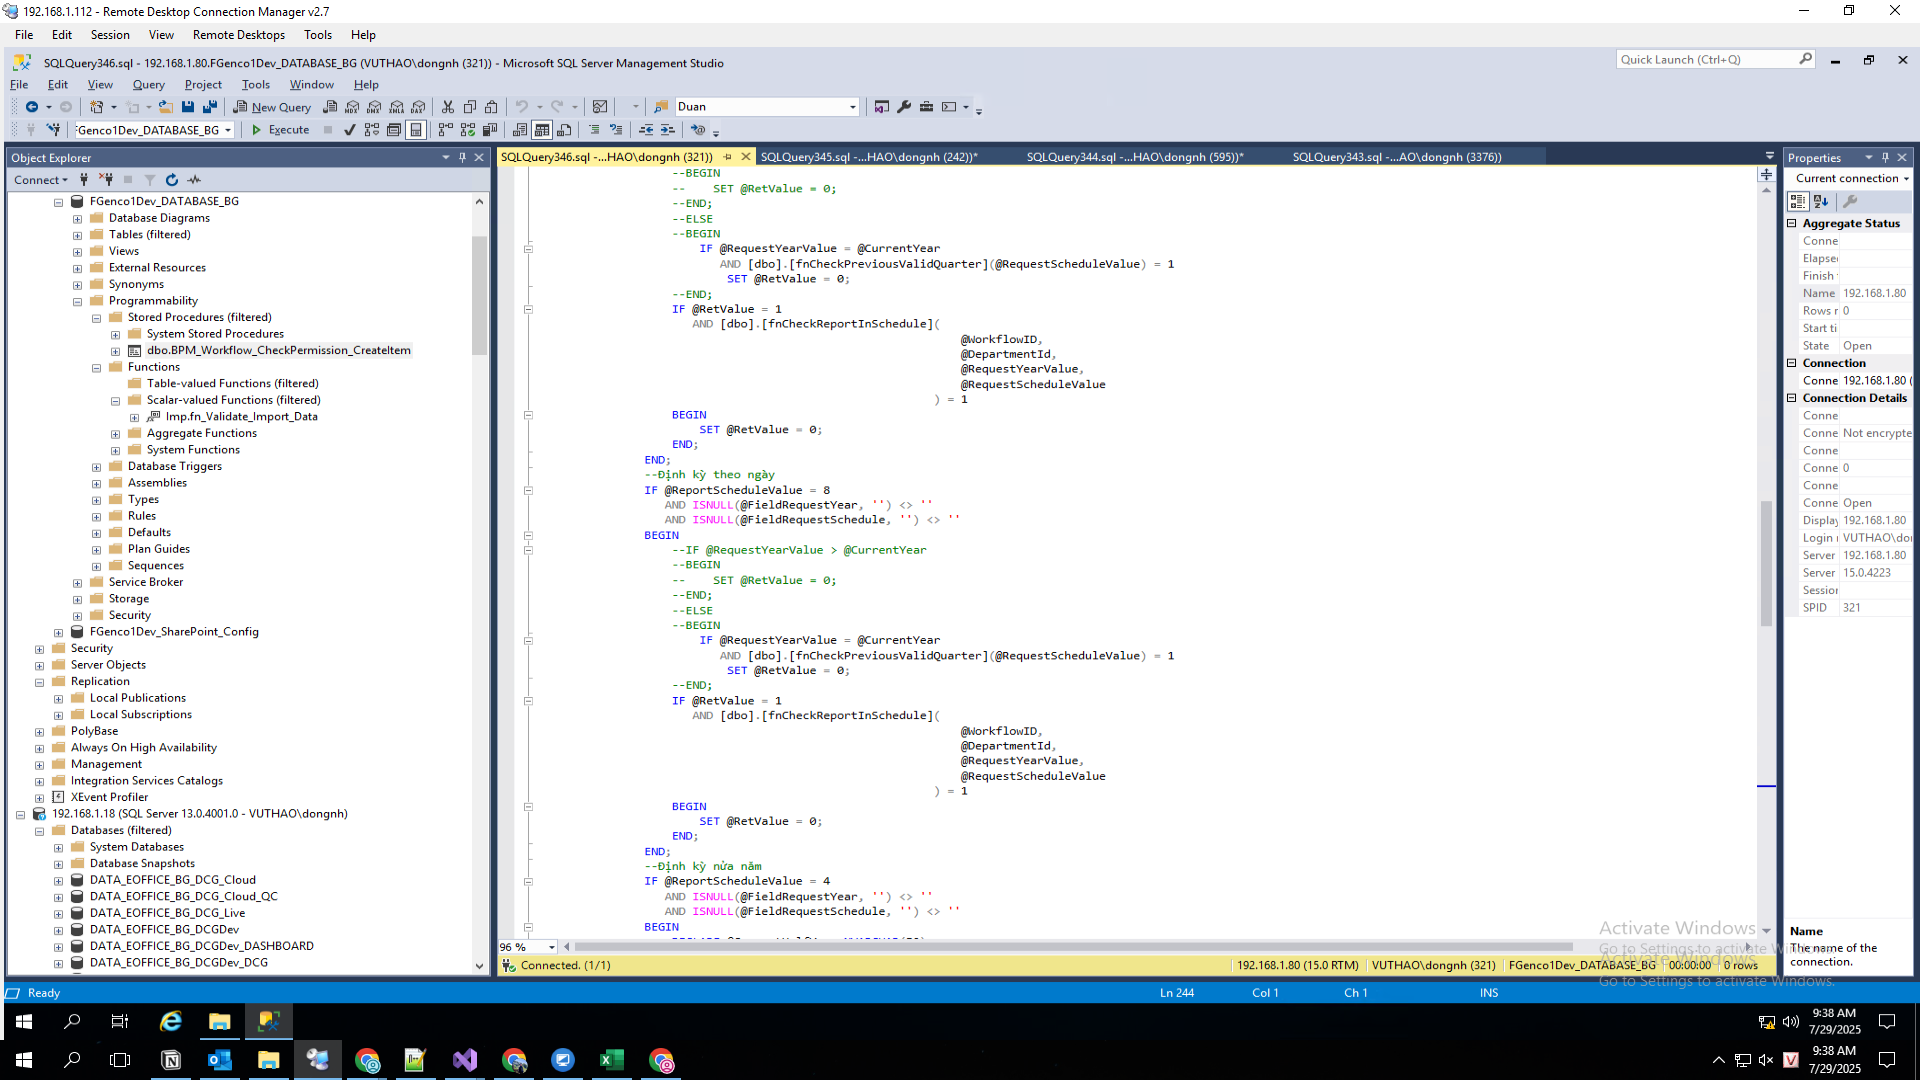 192.168.1.112 - Remote Desktop Connection Manager v2.7
File Edit Session View Remote Desktops Tools Help
SQLQuery346.sql - 192.168.1.80.FGenco1Dev_DATABASE_BG (VUTHAO\dongnh (321)) - Microsoft SQL Server Management Studio
Quick Launch (Ctrl+Q)
File Edit View Query Project Tools Window Help
New Query
Duan
Genco1Dev_DATABASE_BG
Execute
Object Explorer
Connect
FGenco1Dev_DATABASE_BG
Database Diagrams
Tables (filtered)
Views
External Resources
Synonyms
Programmability
Stored Procedures (filtered)
System Stored Procedures
dbo.BPM_Workflow_CheckPermission_CreateItem
Functions
Table-valued Functions (filtered)
Scalar-valued Functions (filtered)
Imp.fn_Validate_Import_Data
Aggregate Functions
System Functions
Database Triggers
Assemblies
Types
Rules
Defaults
Plan Guides
Sequences
Service Broker
Storage
Security
FGenco1Dev_SharePoint_Config
Security
Server Objects
Replication
Local Publications
Local Subscriptions
PolyBase
Always On High Availability
Management
Integration Services Catalogs
XEvent Profiler
192.168.1.18 (SQL Server 13.0.4001.0 - VUTHAO\dongnh)
Databases (filtered)
System Databases
Database Snapshots
DATA_EOFFICE_BG_DCG_Cloud
DATA_EOFFICE_BG_DCG_Cloud_QC
DATA_EOFFICE_BG_DCG_Live
DATA_EOFFICE_BG_DCGDev
DATA_EOFFICE_BG_DCGDev_DASHBOARD
DATA_EOFFICE_BG_DCGDev_DCG
SQLQuery346.sql -...HAO\dongnh (321)) SQLQuery345.sql -...HAO\dongnh (242))* SQLQuery344.sql -...HAO\dongnh (595))* SQLQuery343.sql -...AO\dongnh (3376))
--BEGIN
--    SET @RetValue = 0;
--END;
--ELSE
--BEGIN
IF @RequestYearValue = @CurrentYear
AND [dbo].[fnCheckPreviousValidQuarter](@RequestScheduleValue) = 1
SET @RetValue = 0;
--END;
IF @RetValue = 1
AND [dbo].[fnCheckReportInSchedule](
@WorkflowID,
@DepartmentId,
@RequestYearValue,
@RequestScheduleValue
) = 1
BEGIN
SET @RetValue = 0;
END;
END;
--Định kỳ theo ngày
IF @ReportScheduleValue = 8
AND ISNULL(@FieldRequestYear, '') <> ''
AND ISNULL(@FieldRequestSchedule, '') <> ''
BEGIN
--IF @RequestYearValue > @CurrentYear
--BEGIN
--    SET @RetValue = 0;
--END;
--ELSE
--BEGIN
IF @RequestYearValue = @CurrentYear
AND [dbo].[fnCheckPreviousValidQuarter](@RequestScheduleValue) = 1
SET @RetValue = 0;
--END;
IF @RetValue = 1
AND [dbo].[fnCheckReportInSchedule](
@WorkflowID,
@DepartmentId,
@RequestYearValue,
@RequestScheduleValue
) = 1
BEGIN
SET @RetValue = 0;
END;
END;
--Định kỳ nửa năm
IF @ReportScheduleValue = 4
AND ISNULL(@FieldRequestYear, '') <> ''
AND ISNULL(@FieldRequestSchedule, '') <> ''
BEGIN
96 %
Connected. (1/1) 192.168.1.80 (15.0 RTM) VUTHAO\dongnh (321) FGenco1Dev_DATABASE_BG 00:00:00 0 rows
Properties
Current connection
Aggregate Status
Conne
Elapse
Finish
Name 192.168.1.80
Rows r 0
Start ti
State Open
Connection
Conne 192.168.1.80 (
Connection Details
Conne
Conne Not encrypte
Conne
Conne 0
Conne
Conne Open
Display 192.168.1.80
Login VUTHAO\do
Server 192.168.1.80
Server 15.0.4223
Session
SPID 321
Name
The name of the connection.
Activate Windows
Go to Settings to activate Windows.
Activate Windows
Go to Settings to activate Windows.
Ready Ln 244 Col 1 Ch 1 INS
9:38 AM
7/29/2025
9:38 AM
7/29/2025